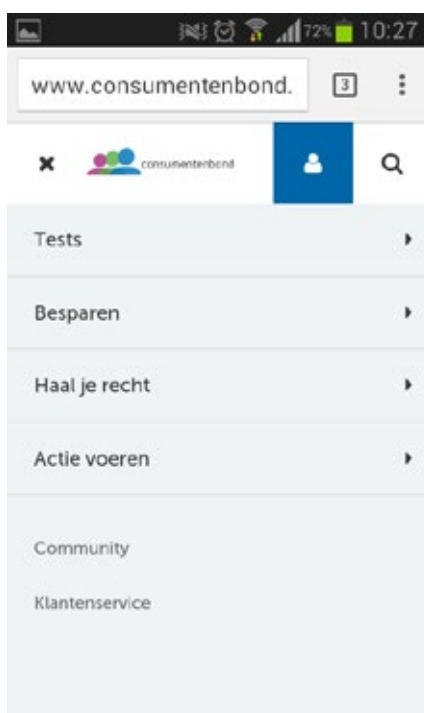 72% 10:27
www.consumentenbond. 3
consumentenbond
Tests
Besparen
Haal je recht
Actie voeren
Community
Klantenservice